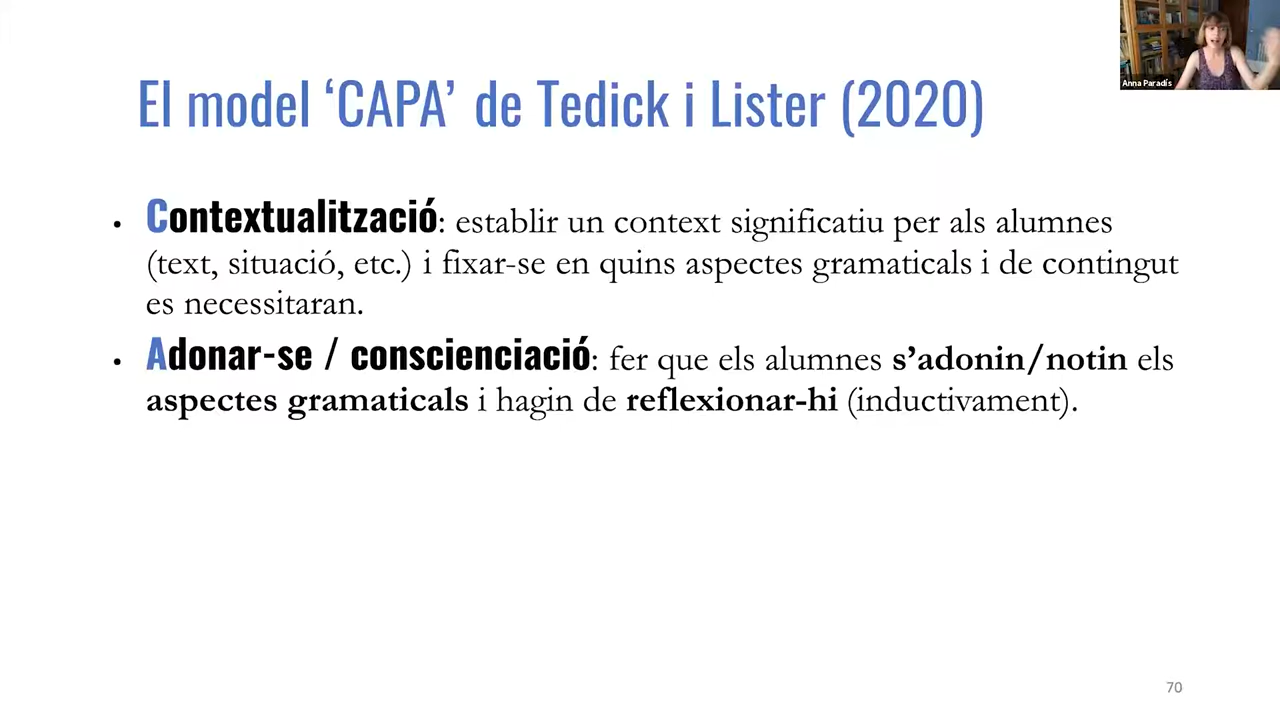 El model ‘CAPA’ de Tedick i Lister (2020)
Anna Paradís
• Contextualització: establir un context significatiu per als alumnes
(text, situació, etc.) i fixar-se en quins aspectes gramaticals i de contingut
es necessitaran.
• Adonar-se / conscienciació: fer que els alumnes s’adonin/notin els
aspectes gramaticals i hagin de reflexionar-hi (inductivament).
70